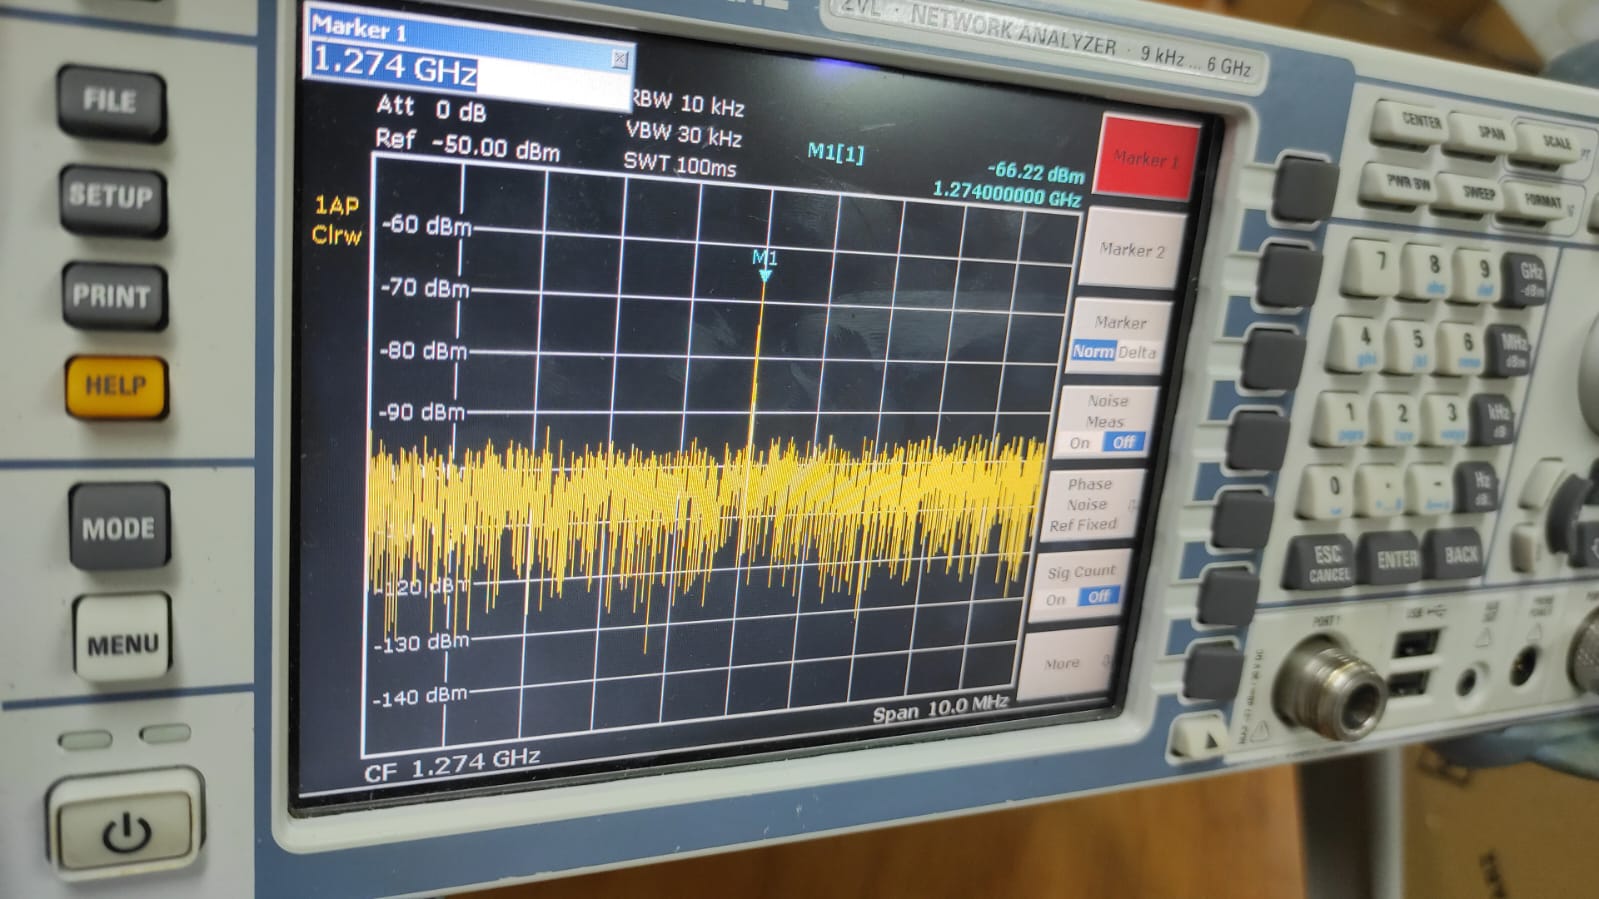 ZVL · NETWORK ANALYZER · 9 kHz ... 6 GHz
Marker 1
1.274 GHz
Att 0 dB
Ref -50.00 dBm
RBW 10 kHz
VBW 30 kHz
SWT 100ms
M1[1]
-66.22 dBm
1.274000000 GHz
1AP
Clrw
M1
-60 dBm
-70 dBm
-80 dBm
-90 dBm
-120 dBm
-130 dBm
-140 dBm
CF 1.274 GHz
Span 10.0 MHz
Marker 1
Marker 2
Marker
Norm Delta
Noise
Meas
On Off
Phase
Noise
Ref Fixed
Sig Count
On Off
More
FILE
SETUP
PRINT
HELP
MODE
MENU
CENTER SPAN SCALE
PWR BW SWEEP FORMAT
7 8 9 GHz
-dBm
4 5 6 MHz
dBm
1 2 3 kHz
dB
0 . - Hz
ESC
CANCEL
ENTER BACK
PORT 1
USB